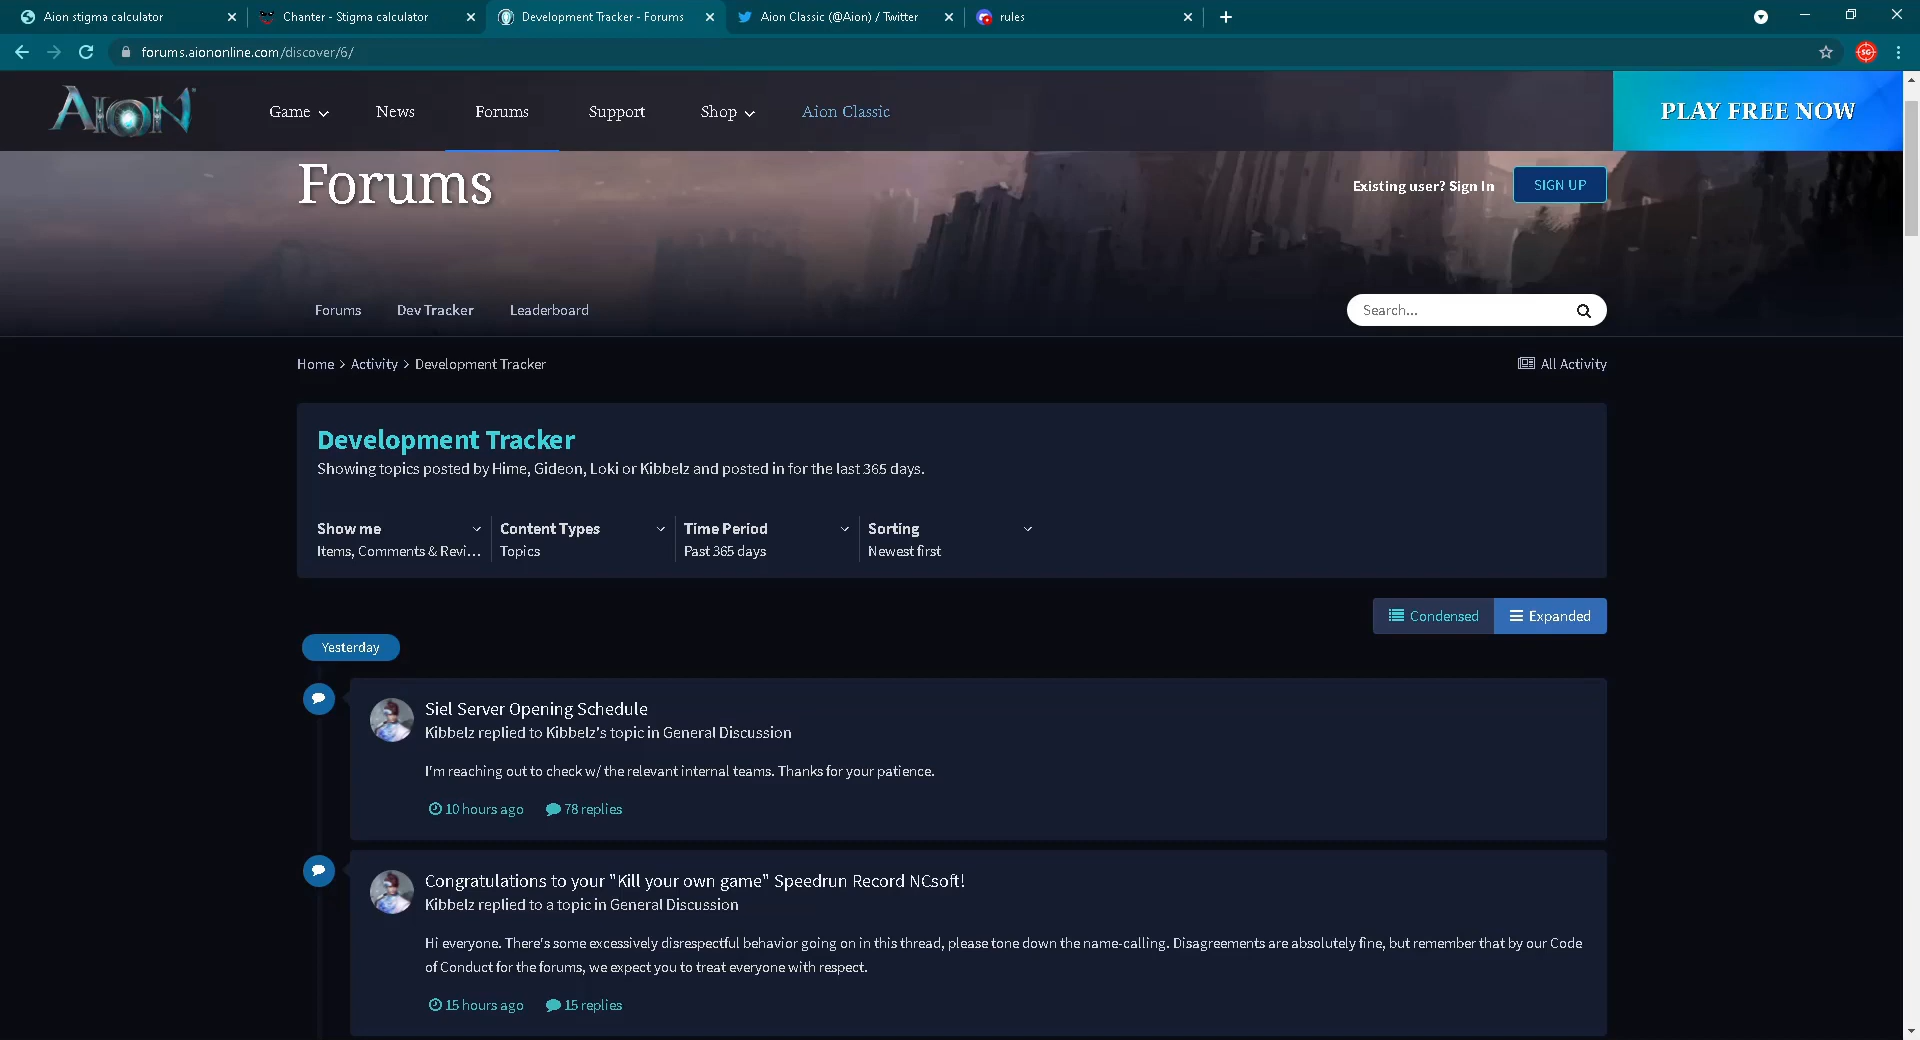 Aion stigma calculator
Chanter - Stigma calculator
Development Tracker - Forums
Aion Classic (@Aion) / Twitter
rules
forums.aiononline.com/discover/6/
SG
AION
Game
News
Forums
Support
Shop
Aion Classic
PLAY FREE NOW
Forums
Existing user? Sign In
SIGN UP
Forums
Dev Tracker
Leaderboard
Search...
Home > Activity > Development Tracker
All Activity
Development Tracker
Showing topics posted by Hime, Gideon, Loki or Kibbelz and posted in for the last 365 days.
Show me
Content Types
Time Period
Sorting
Items, Comments & Revi...
Topics
Past 365 days
Newest first
Condensed
Expanded
Yesterday
Siel Server Opening Schedule
Kibbelz replied to Kibbelz's topic in General Discussion
I'm reaching out to check w/ the relevant internal teams. Thanks for your patience.
10 hours ago
78 replies
Congratulations to your "Kill your own game" Speedrun Record NCsoft!
Kibbelz replied to a topic in General Discussion
Hi everyone. There's some excessively disrespectful behavior going on in this thread, please tone down the name-calling. Disagreements are absolutely fine, but remember that by our Code
of Conduct for the forums, we expect you to treat everyone with respect.
15 hours ago
15 replies